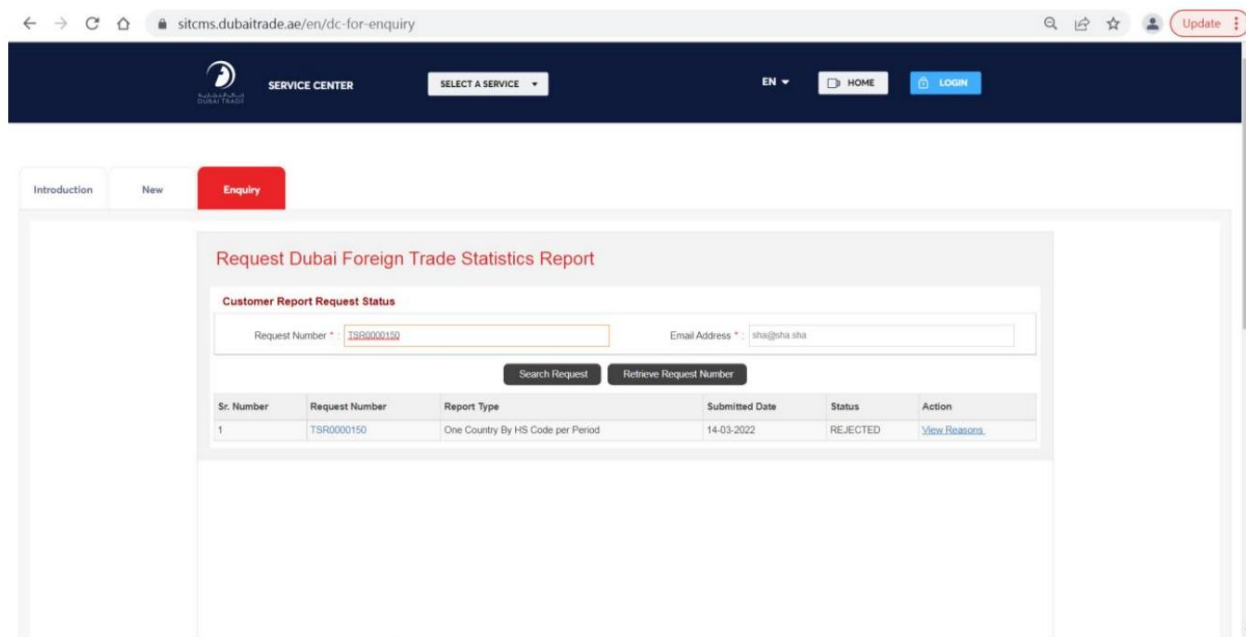 sitcms.dubaitrade.ae/en/dc-for-enquiry Update
DUBAI TRADE SERVICE CENTER SELECT A SERVICE EN HOME LOGIN
Introduction New Enquiry
Request Dubai Foreign Trade Statistics Report
Customer Report Request Status
Request Number * : TSR0000150 Email Address * : sha@sha.sha
Search Request Retrieve Request Number
Sr. Number Request Number Report Type Submitted Date Status Action
1 TSR0000150 One Country By HS Code per Period 14-03-2022 REJECTED View Reasons